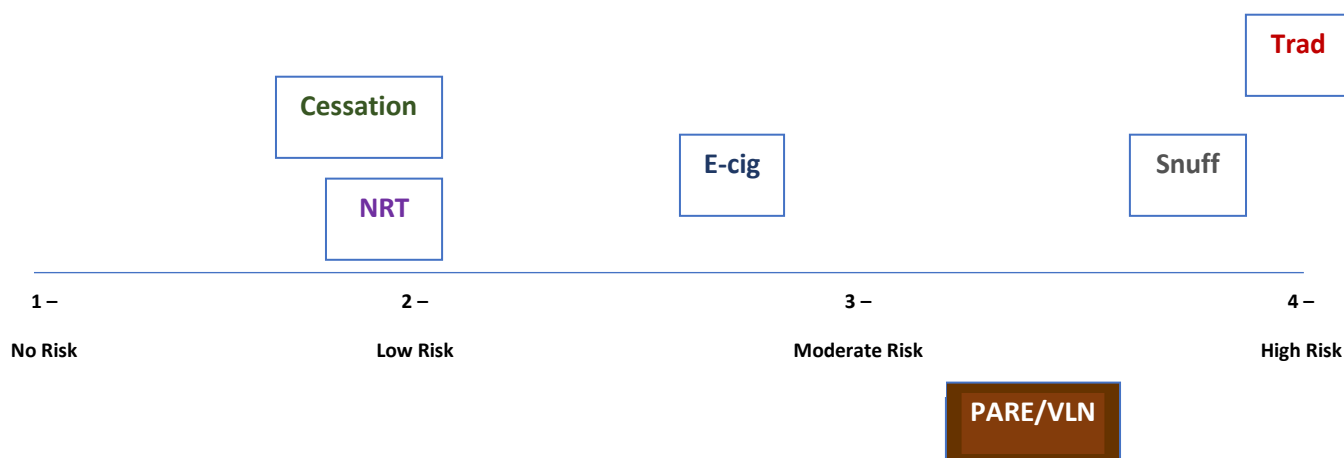 Trad
Cessation
E-cig
Snuff
NRT
1 –
2 –
3 –
4 –
No Risk
Low Risk
Moderate Risk
High Risk
PARE/VLN